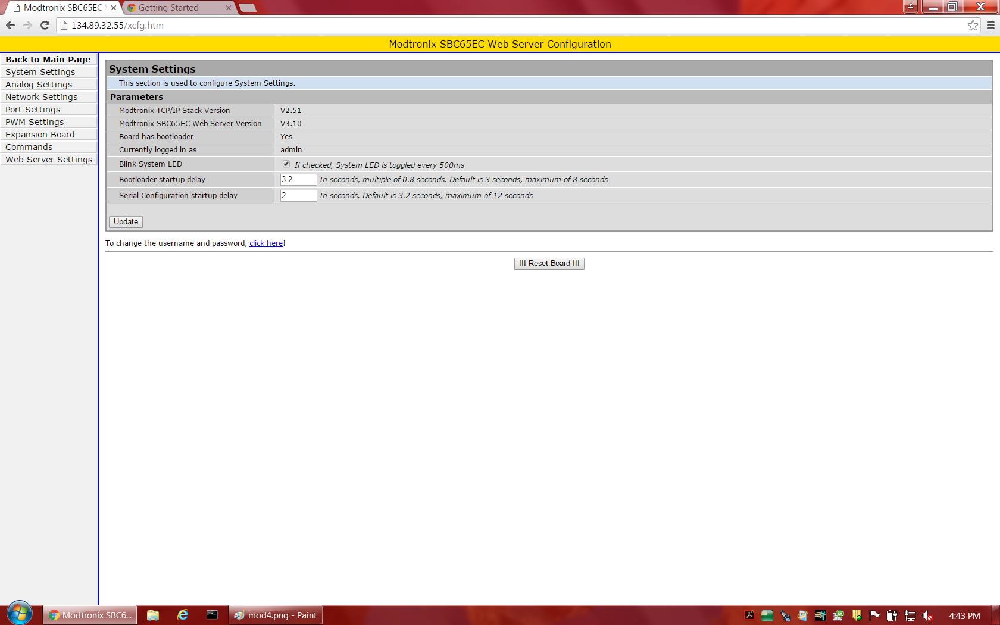 Modtronix SBC65EC
Getting Started
134.89.32.55/xcfg.htm
Modtronix SBC65EC Web Server Configuration
Back to Main Page
System Settings
Analog Settings
Network Settings
Port Settings
PWM Settings
Expansion Board
Commands
Web Server Settings
System Settings
This section is used to configure System Settings.
Parameters
Modtronix TCP/IP Stack Version V2.51
Modtronix SBC65EC Web Server Version V3.10
Board has bootloader Yes
Currently logged in as admin
Blink System LED If checked, System LED is toggled every 500ms
Bootloader startup delay 3.2 In seconds, multiple of 0.8 seconds. Default is 3 seconds, maximum of 8 seconds
Serial Configuration startup delay 2 In seconds. Default is 3.2 seconds, maximum of 12 seconds
Update
To change the username and password, click here!
!!! Reset Board !!!
Modtronix SBC6...
mod4.png - Paint
4:43 PM